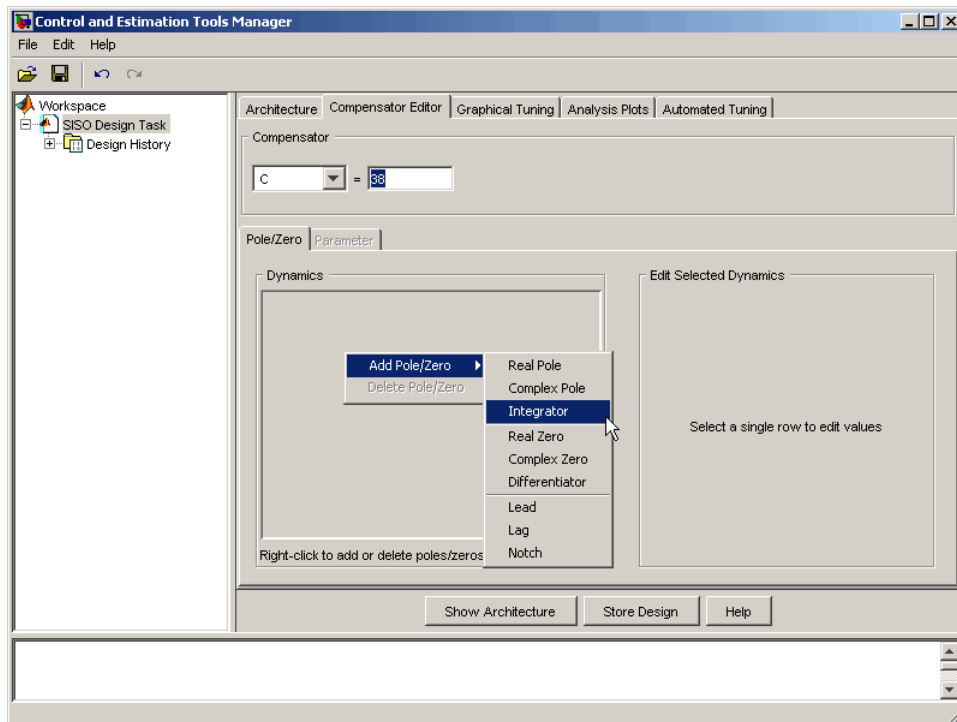 Control and Estimation Tools Manager
File Edit Help
Workspace
SISO Design Task
Design History
Architecture Compensator Editor Graphical Tuning Analysis Plots Automated Tuning
Compensator
C = 38
Pole/Zero Parameter
Dynamics
Edit Selected Dynamics
Add Pole/Zero
Delete Pole/Zero
Real Pole
Complex Pole
Integrator
Real Zero
Complex Zero
Differentiator
Lead
Lag
Notch
Select a single row to edit values
Right-click to add or delete poles/zeros
Show Architecture Store Design Help